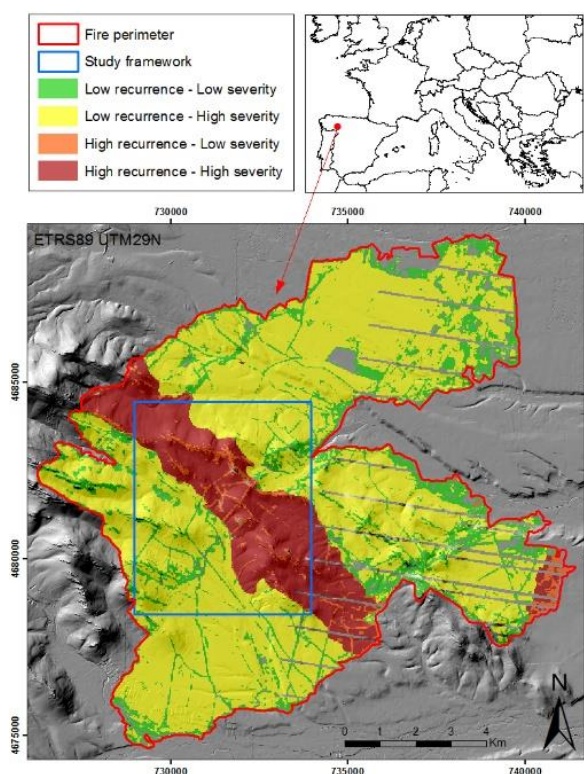 Fire perimeter
Study framework
Low recurrence - Low severity
Low recurrence - High severity
High recurrence - Low severity
High recurrence - High severity
730000 735000 740000
ETRS89 UTM29N
4685000
4680000
4675000
N
0 1 2 3 4
Km
730000 735000 740000